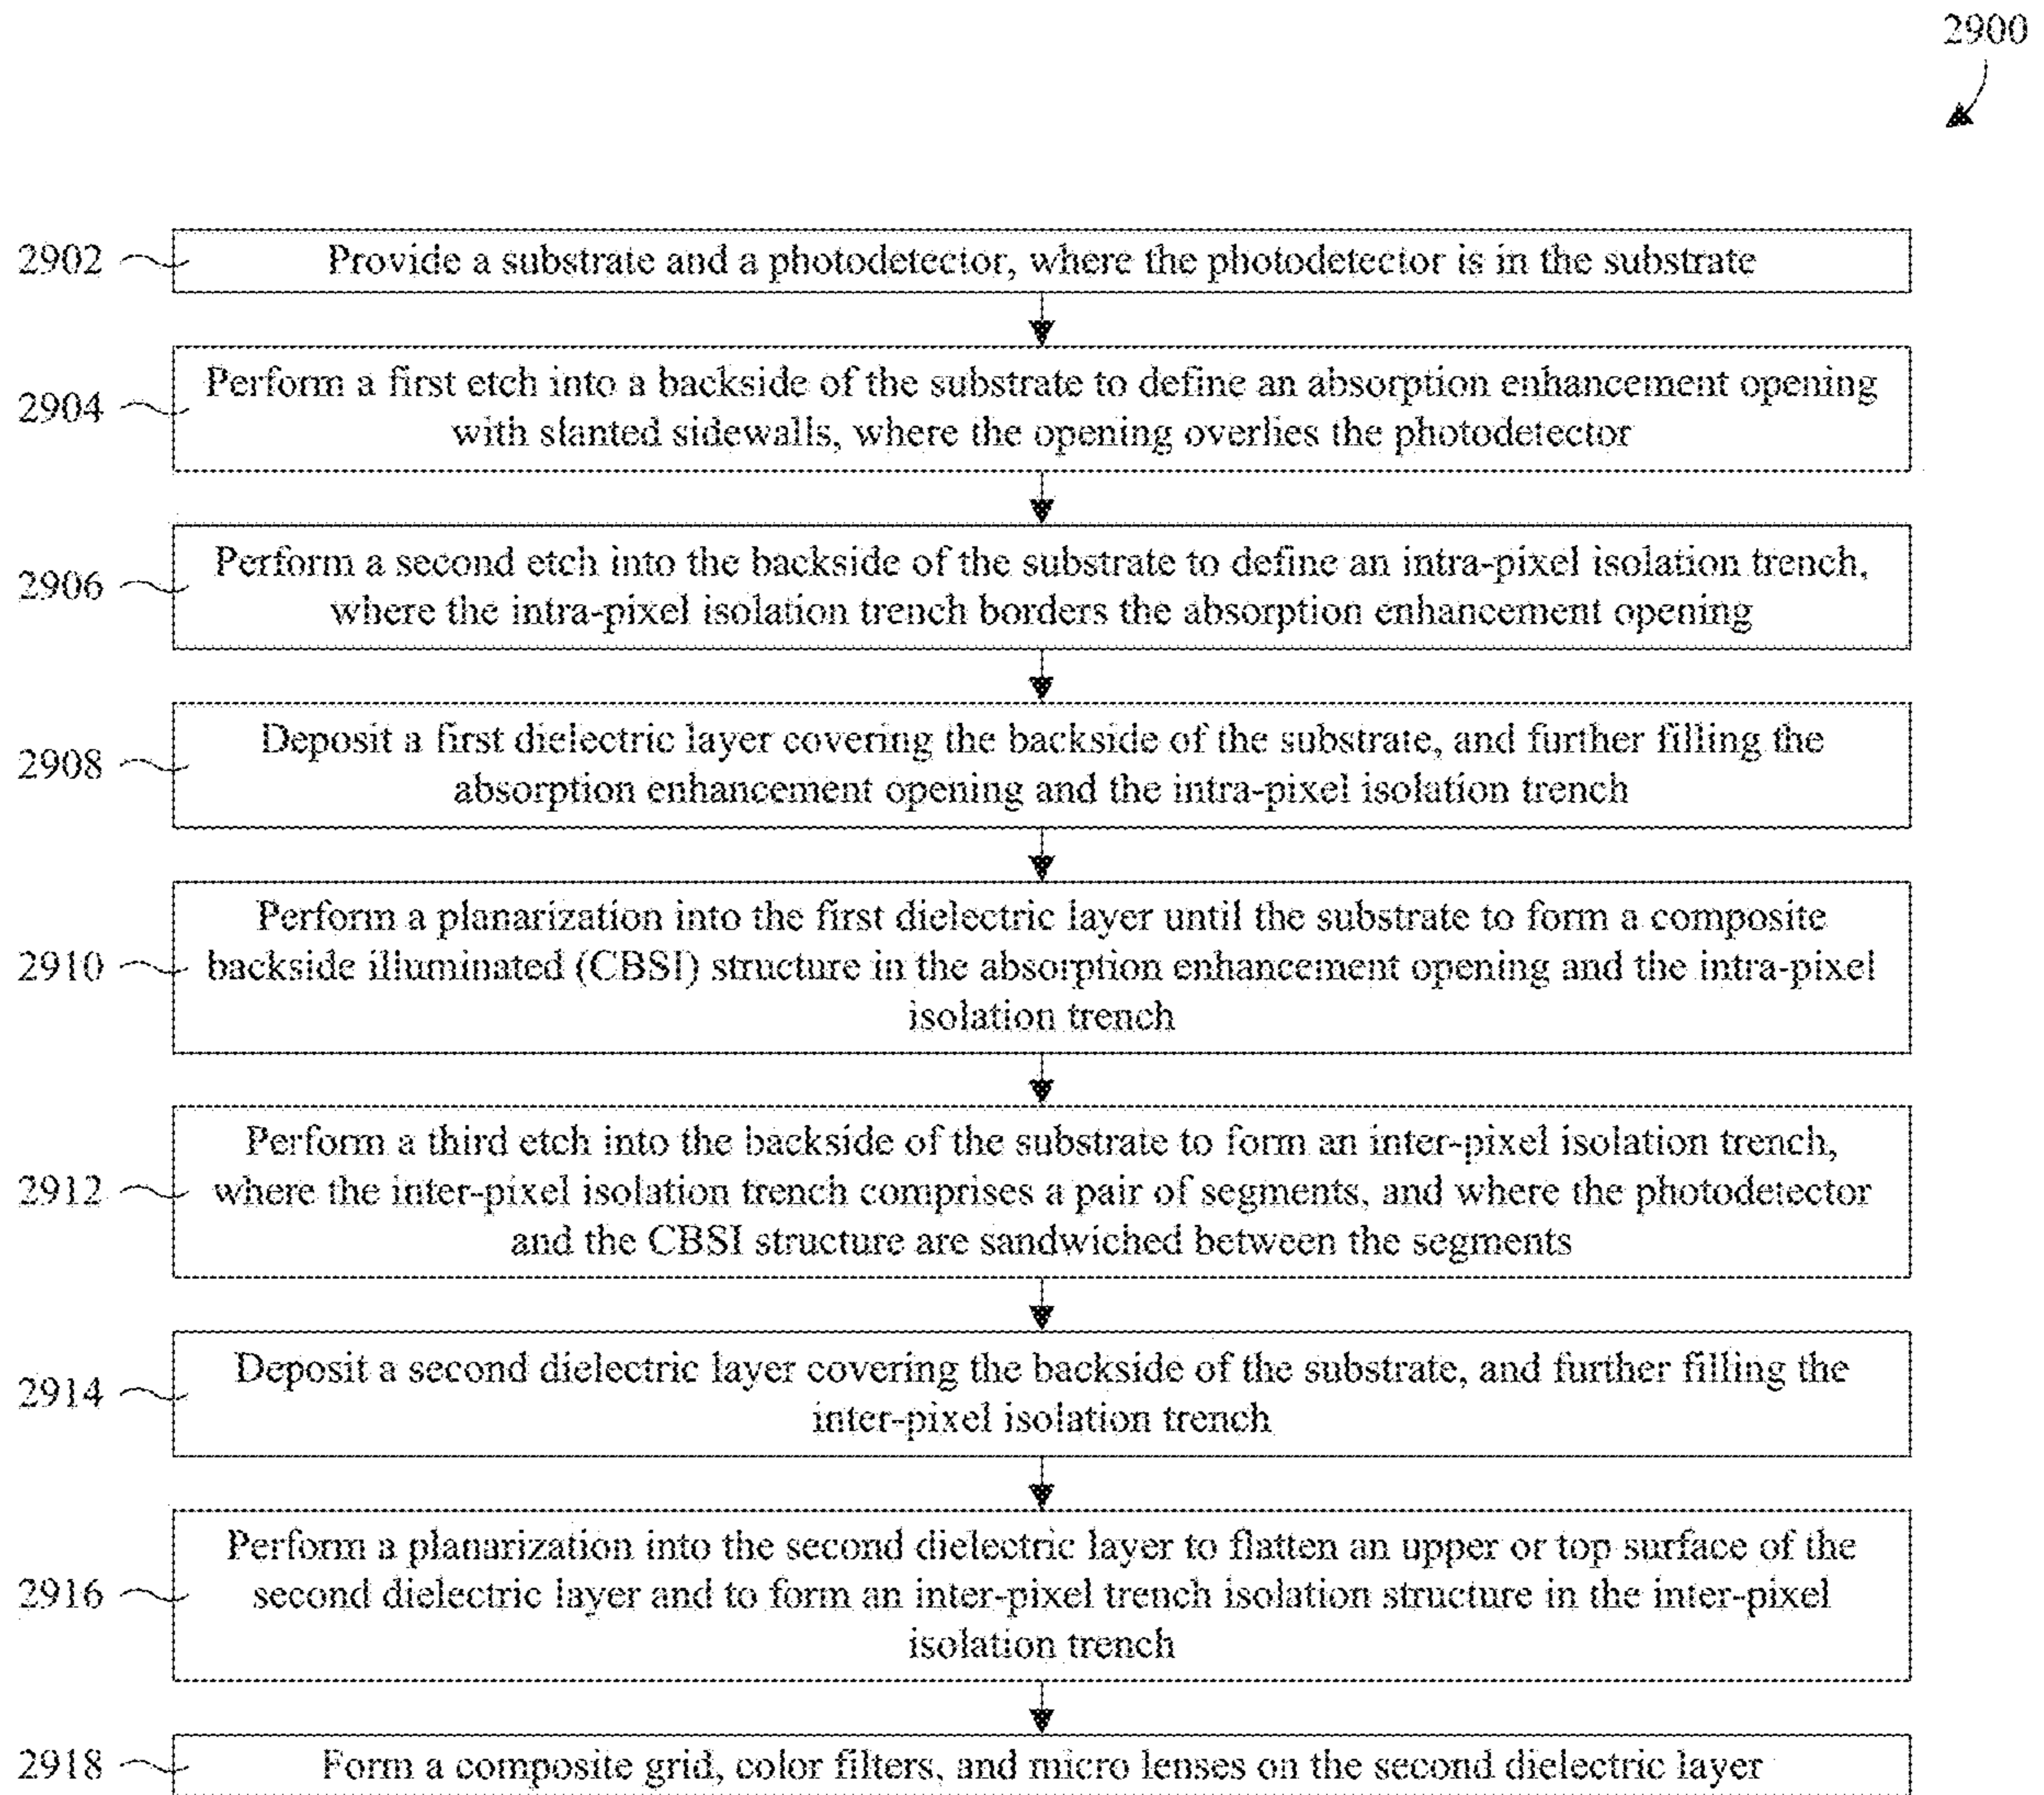 2900
2902 Provide a substrate and a photodetector, where the photodetector is in the substrate
Perform a first etch into a backside of the substrate to define an absorption enhancement opening
2904 with slanted sidewalls, where the opening overlies the photodetector
Perform a second etch into the backside of the substrate to define an intra-pixel isolation trench,
2906 where the intra-pixel isolation trench borders the absorption enhancement opening
Deposit a first dielectric layer covering the backside of the substrate, and further filling the
2908 absorption enhancement opening and the intra-pixel isolation trench
Perform a planarization into the first dielectric layer until the substrate to form a composite
2910 backside illuminated (CBSI) structure in the absorption enhancement opening and the intra-pixel
isolation trench
Perform a third etch into the backside of the substrate to form an inter-pixel isolation trench,
2912 where the inter-pixel isolation trench comprises a pair of segments, and where the photodetector
and the CBSI structure are sandwiched between the segments
Deposit a second dielectric layer covering the backside of the substrate, and further filling the
2914 inter-pixel isolation trench
Perform a planarization into the second dielectric layer to flatten an upper or top surface of the
2916 second dielectric layer and to form an inter-pixel trench isolation structure in the inter-pixel
isolation trench
2918 Form a composite grid, color filters, and micro lenses on the second dielectric layer